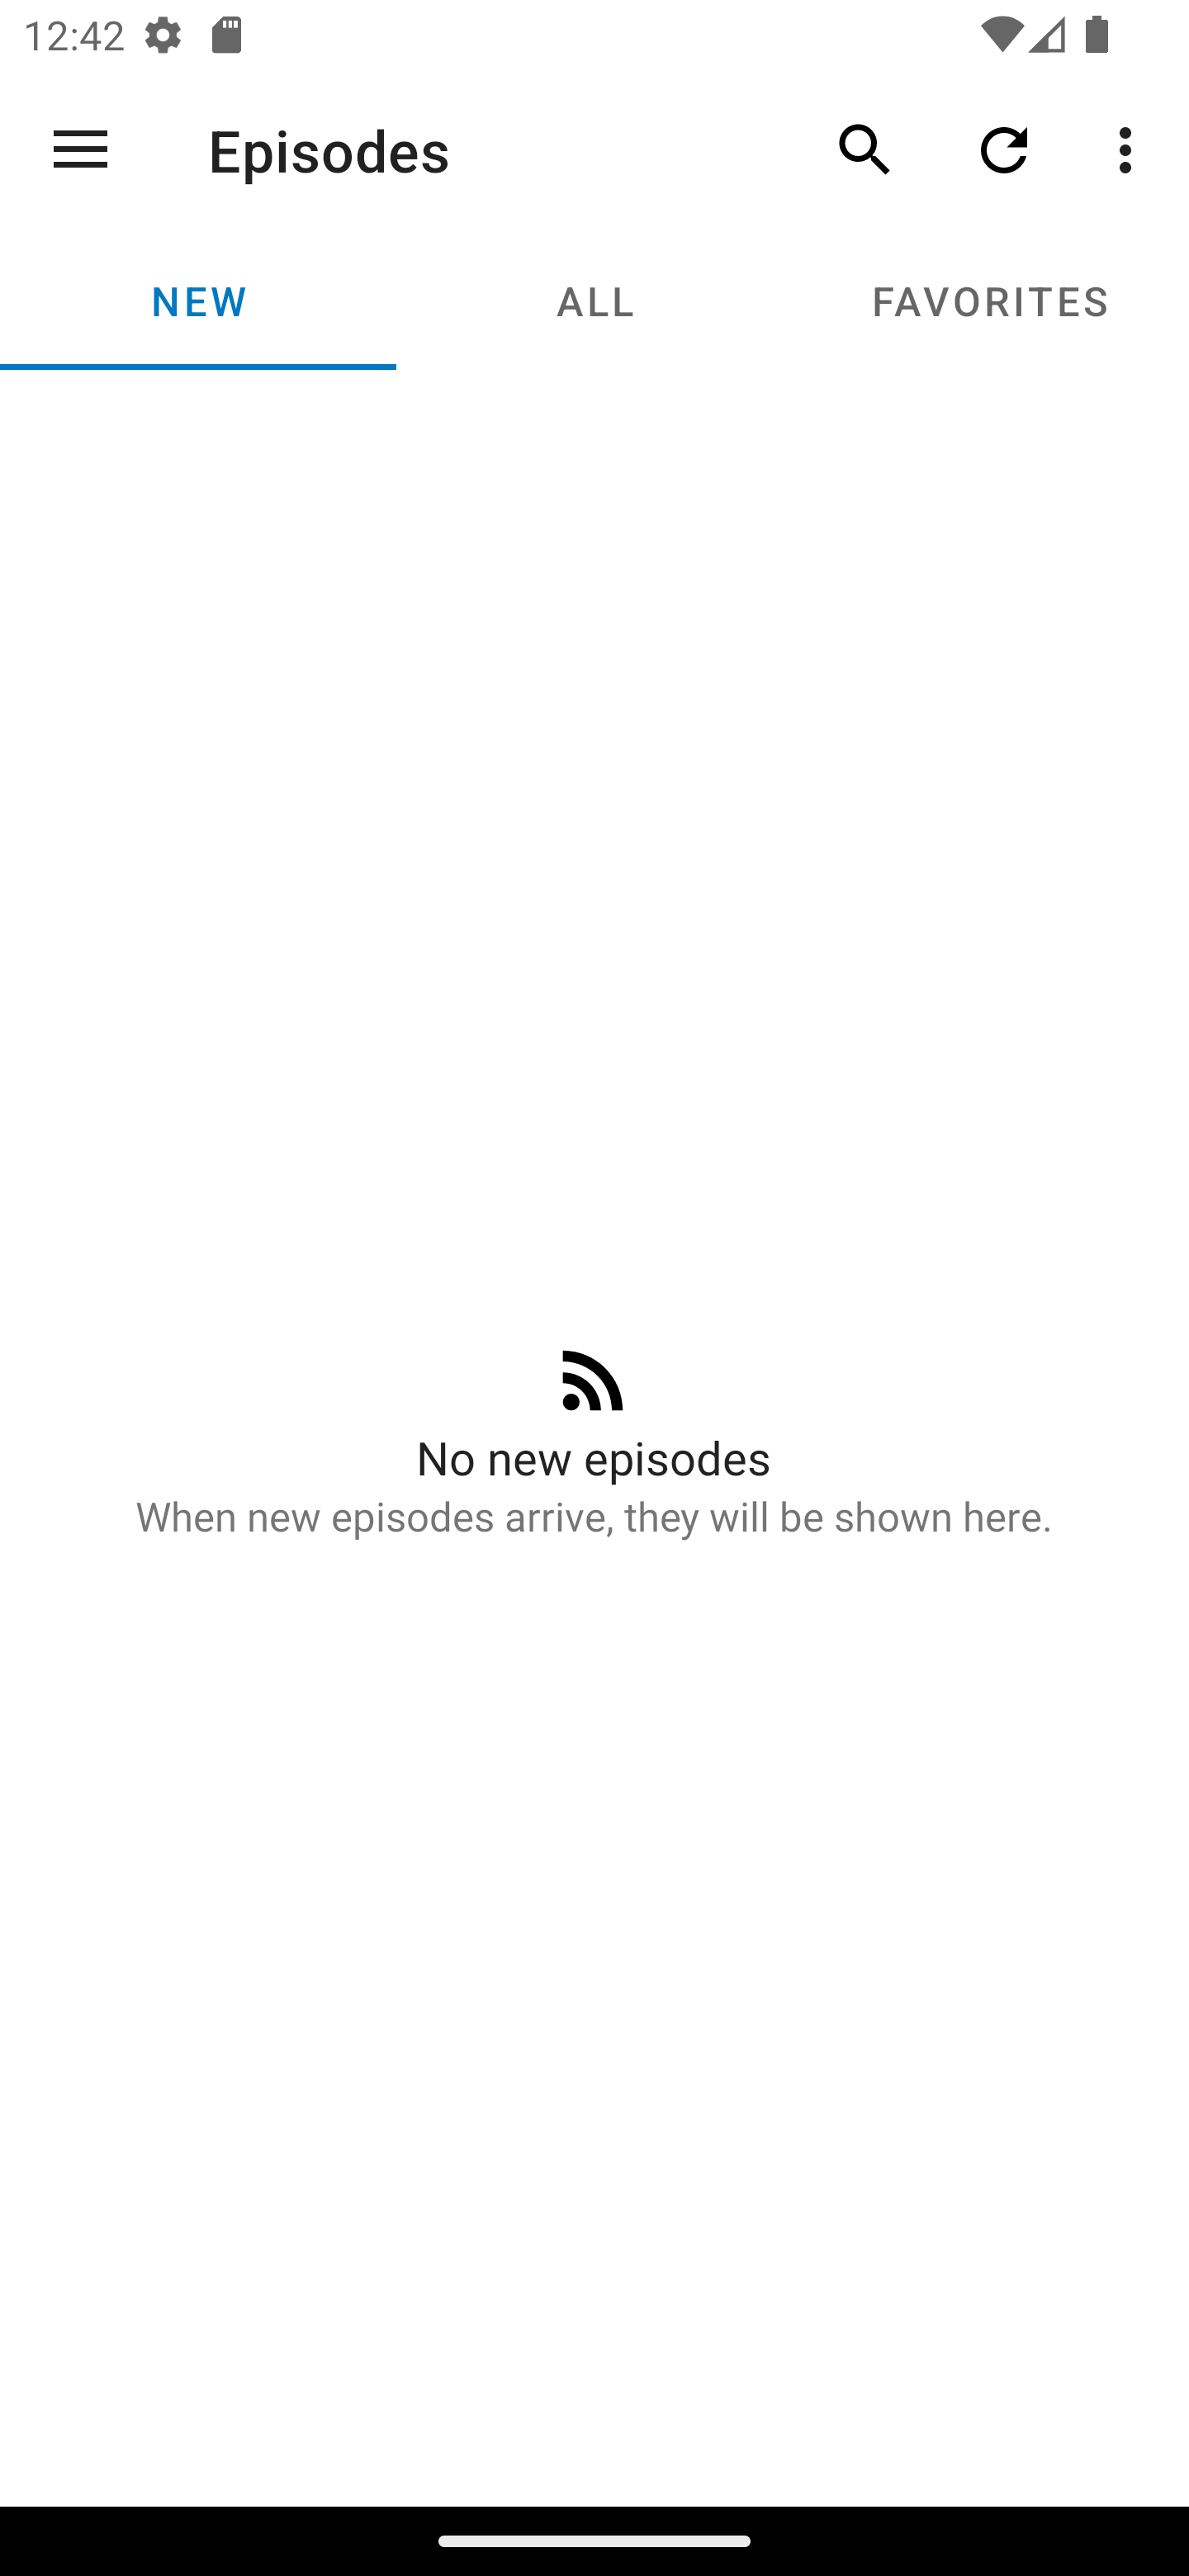 12:42
Episodes
NEW
ALL
FAVORITES
No new episodes
When new episodes arrive, they will be shown here.